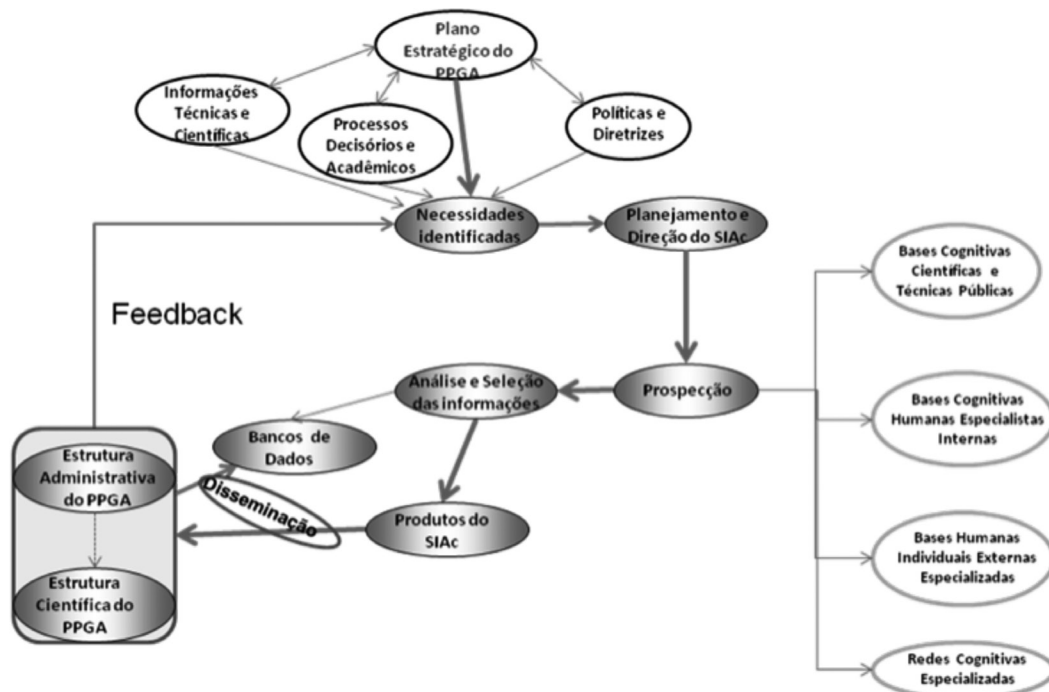 Plano
Estratégico do
PPGA
Informações
Técnicas e
Científicas
Processos
Decisórios e
Acadêmicos
Políticas e
Diretrizes
Necessidades
identificadas
Planejamento e
Direção do SIAc
Bases Cognitivas
Científicas e
Técnicas Públicas
Feedback
Análise e Seleção
das informações
Prospecção
Bases Cognitivas
Humanas Especialistas
Internas
Bancos de
Dados
Estrutura
Administrativa
do PPGA
Disseminação
Produtos do
SIAc
Bases Humanas
Individuais Externas
Especializadas
Estrutura
Científica do
PPGA
Redes Cognitivas
Especializadas